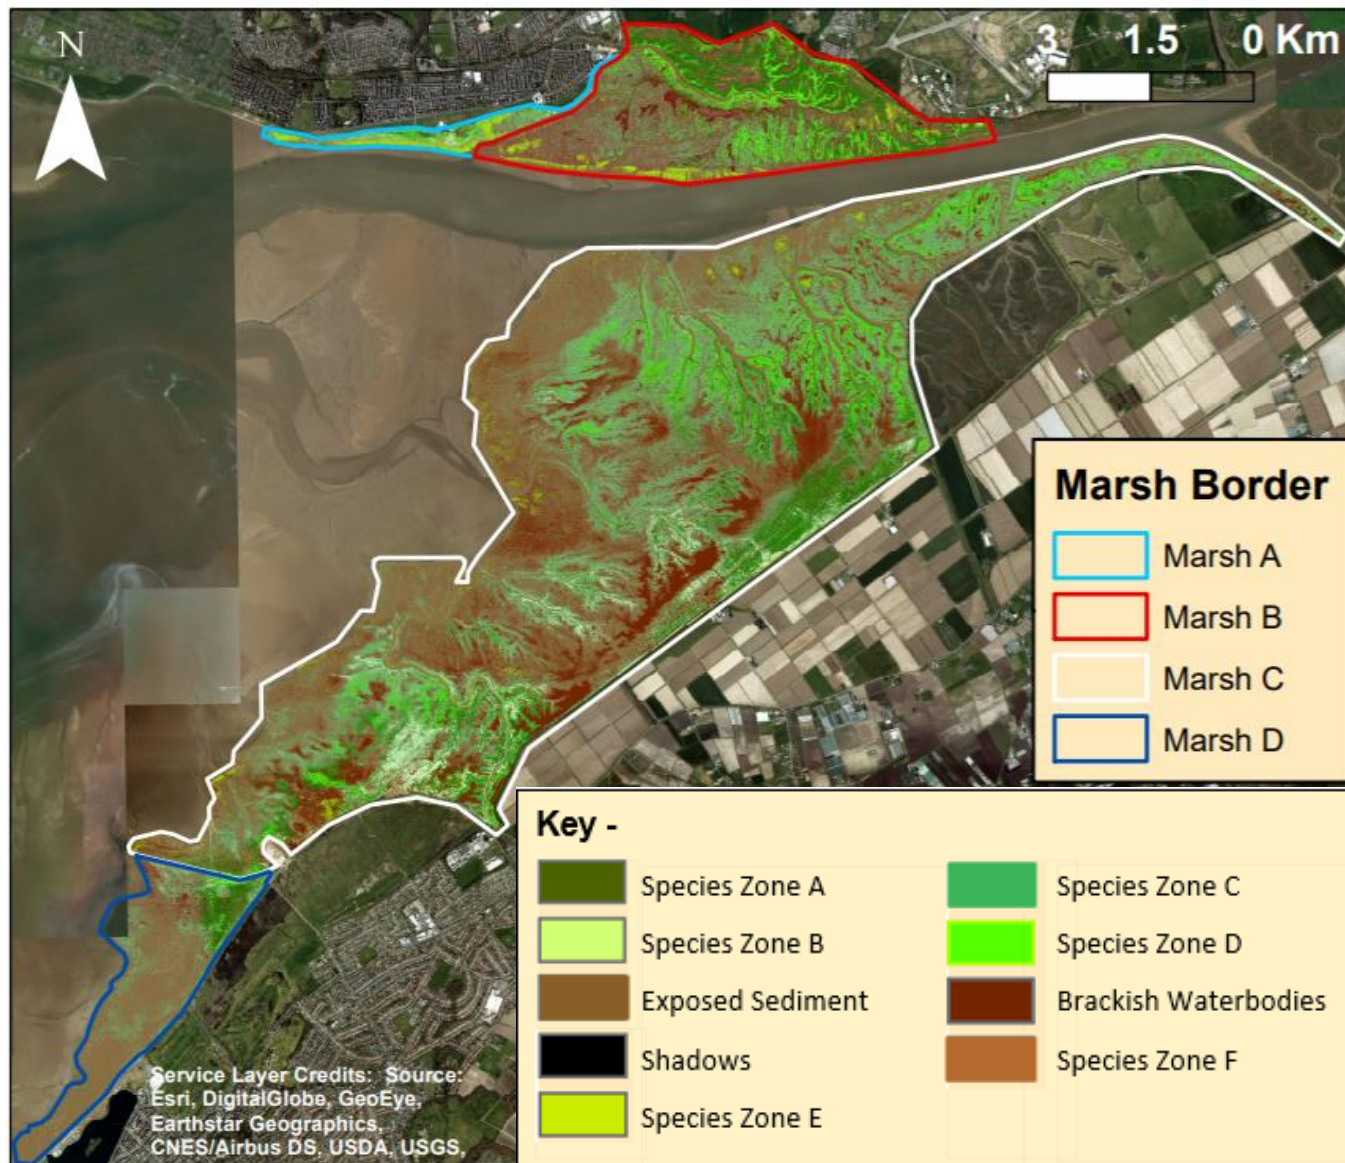 N
3 1.5 0 Km
Marsh Border
Marsh A
Marsh B
Marsh C
Marsh D
Key -
Species Zone A
Species Zone B
Exposed Sediment
Shadows
Species Zone E
Species Zone C
Species Zone D
Brackish Waterbodies
Species Zone F
Service Layer Credits: Source:
Esri, DigitalGlobe, GeoEye,
Earthstar Geographics,
CNES/Airbus DS, USDA, USGS,